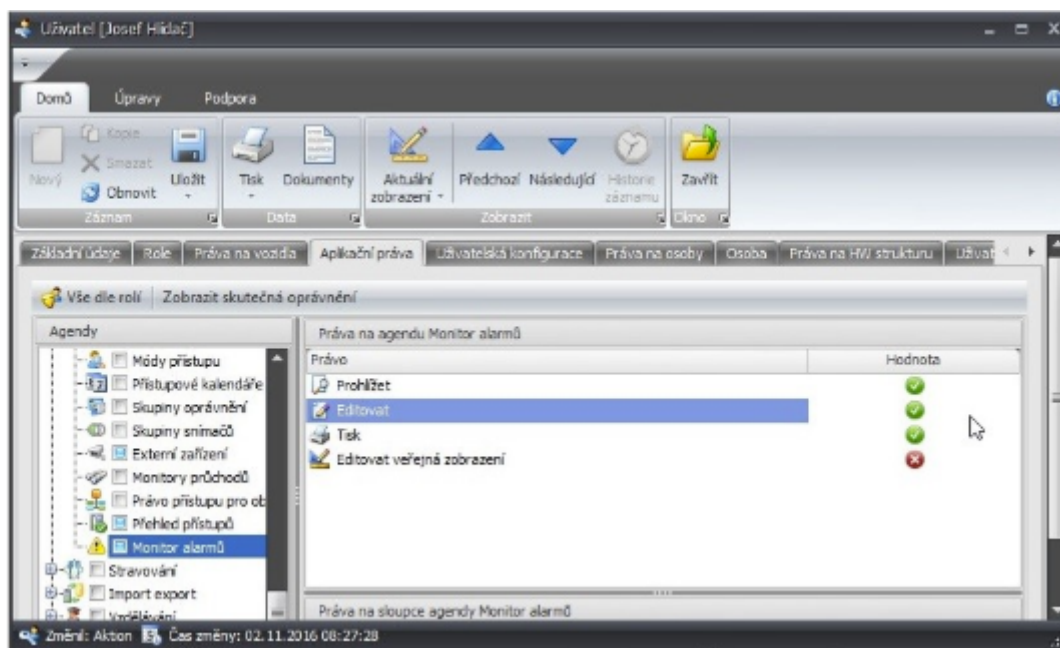 Uživatel [Josef Hlídač]
Domů Úpravy Podpora
Nový Kopie Smazat Obnovit Uložit Tisk Dokumenty Aktuální zobrazení Předchozí Následující Historie záznamu Zavřít
Záznam Data Zobrazit Okno
Základní údaje Role Práva na vozidla Aplikační práva Uživatelská konfigurace Práva na osoby Osoba Práva na HW strukturu Uživat
Vše dle rolí Zobrazit skutečná oprávnění
Agendy
Módy přístupu
Přístupové kalendáře
Skupiny oprávnění
Skupiny snímačů
Externí zařízení
Monitory průchodů
Právo přístupu pro ob
Přehled přístupů
Monitor alarmů
Stravování
Import export
Vzdělávání
Práva na agendu Monitor alarmů
Právo Hodnota
Prohlížet
Editovat
Tisk
Editovat veřejná zobrazení
Práva na sloupce agendy Monitor alarmů
Změnil: Aktion Čas změny: 02.11.2016 08:27:28